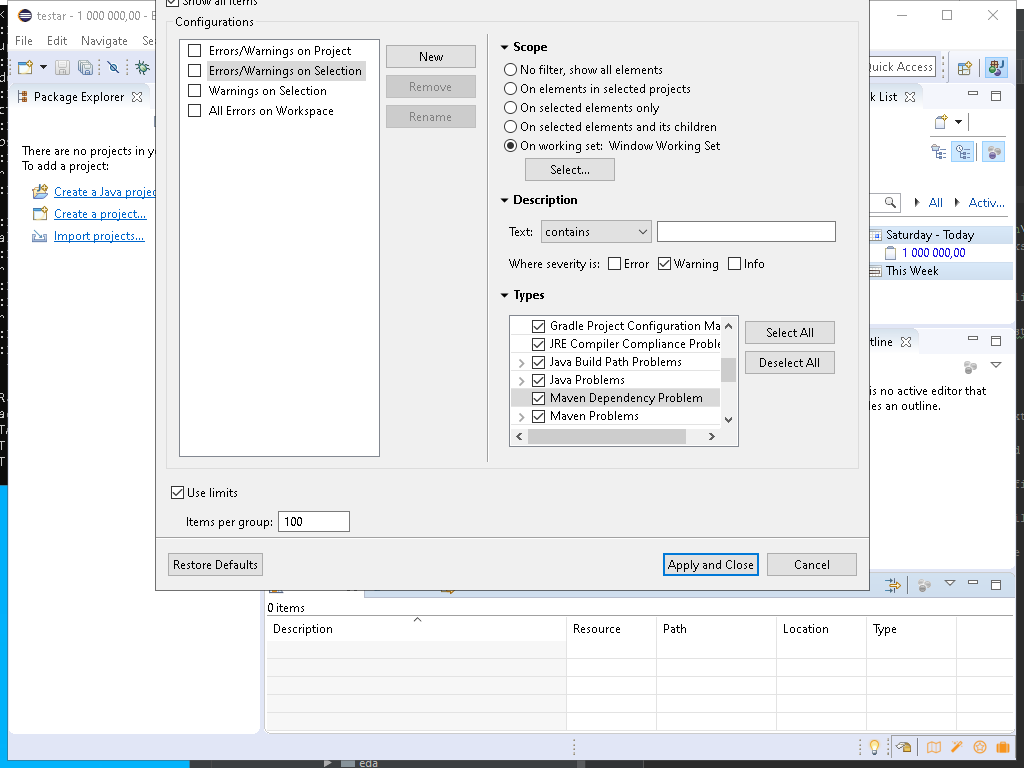 Show all items
testar - 1 000 000,00 - E
File Edit Navigate Se
Quick Access
Package Explorer
There are no projects in y
To add a project:
Create a Java projec
Create a project...
Import projects...
Configurations
Errors/Warnings on Project
Errors/Warnings on Selection
Warnings on Selection
All Errors on Workspace
New
Remove
Rename
Scope
No filter, show all elements
On elements in selected projects
On selected elements only
On selected elements and its children
On working set: Window Working Set
Select...
Description
Text: contains
Where severity is: Error Warning Info
Types
Gradle Project Configuration Ma
JRE Compiler Compliance Proble
Java Build Path Problems
Java Problems
Maven Dependency Problem
Maven Problems
Select All
Deselect All
Use limits
Items per group: 100
Restore Defaults
Apply and Close
Cancel
k List
All Activ...
Saturday - Today
1 000 000,00
This Week
tline
is no active editor that
es an outline.
0 items
Description Resource Path Location Type
eda